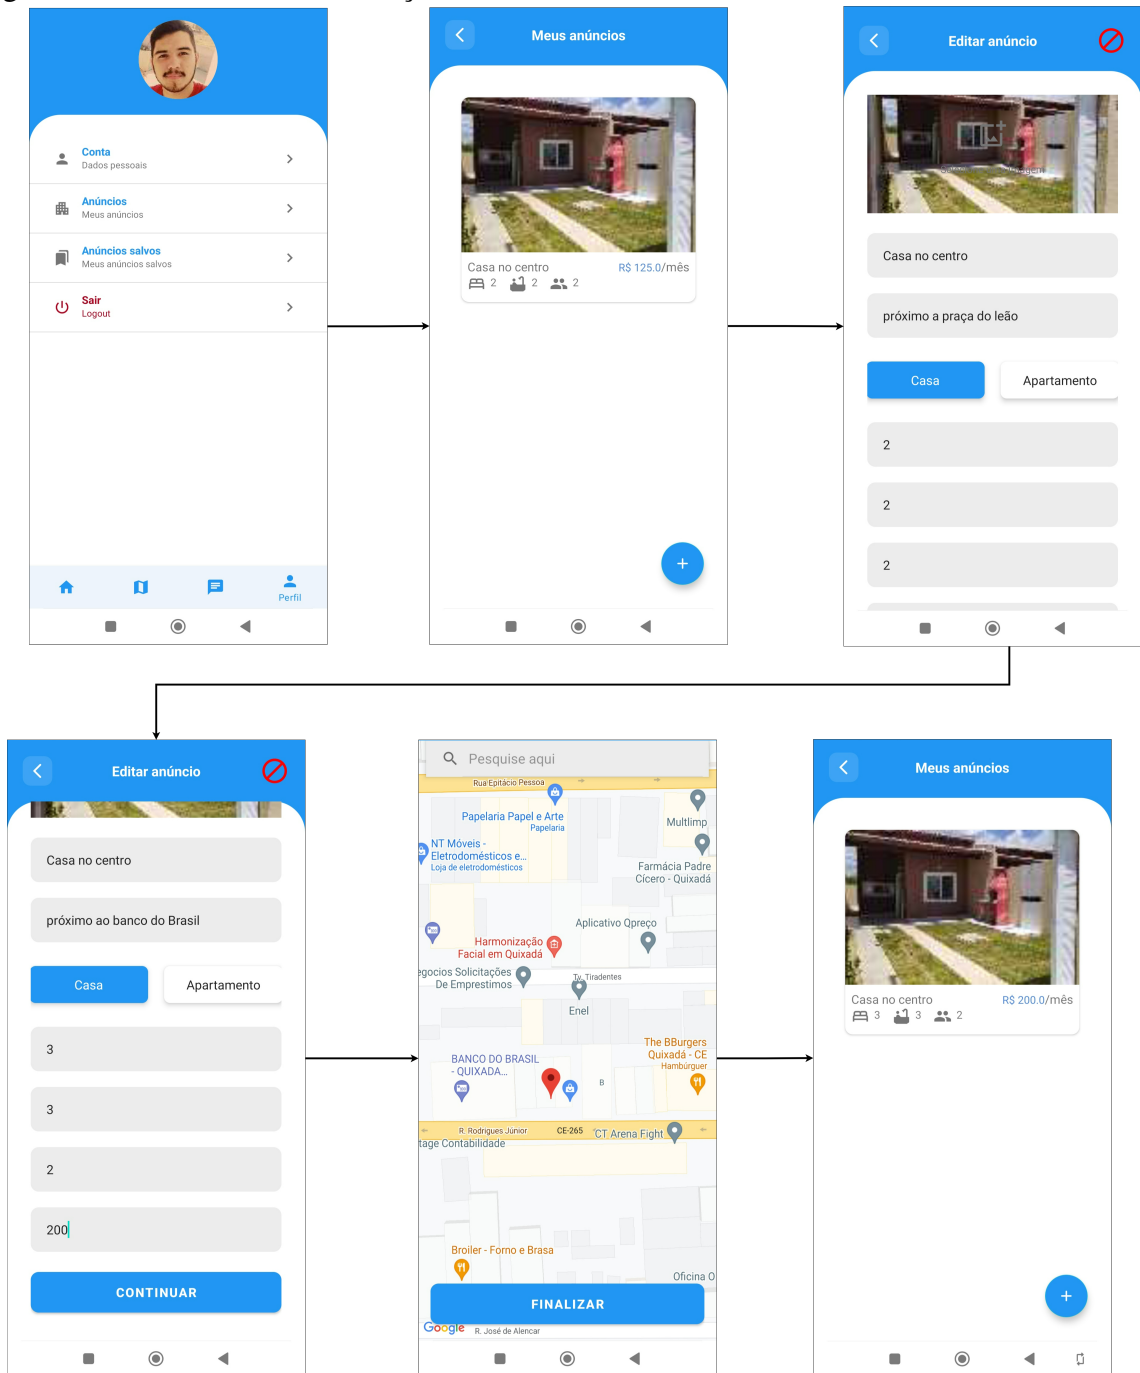 Conta
Dados pessoais
Anúncios
Meus anúncios
Anúncios salvos
Meus anúncios salvos
Sair
Logout
Perfil
Meus anúncios
Casa no centro
R$ 125.0/mês
2 2 2
+
Editar anúncio
Casa no centro
próximo a praça do leão
Casa
Apartamento
2
2
2
Editar anúncio
Casa no centro
próximo ao banco do Brasil
Casa
Apartamento
3
3
2
200
CONTINUAR
Pesquise aqui
Rua Epitácio Pessoa
Papelaria Papel e Arte
Papelaria
Multlimp
NT Móveis -
Eletrodomésticos e...
Loja de eletrodomésticos
Farmácia Padre
Cícero - Quixadá
Aplicativo Qpreço
Harmonização
Facial em Quixadá
egocios Solicitações
De Emprestimos
Tv. Tiradentes
Enel
The BBurgers
Quixadá - CE
Hambúrguer
BANCO DO BRASIL
- QUIXADA...
B
R. Rodrigues Júnior
CE-265
CT Arena Fight
tage Contabilidade
Broiler - Forno e Brasa
Oficina O
FINALIZAR
Google
R. José de Alencar
Meus anúncios
Casa no centro
R$ 200.0/mês
3 3 2
+